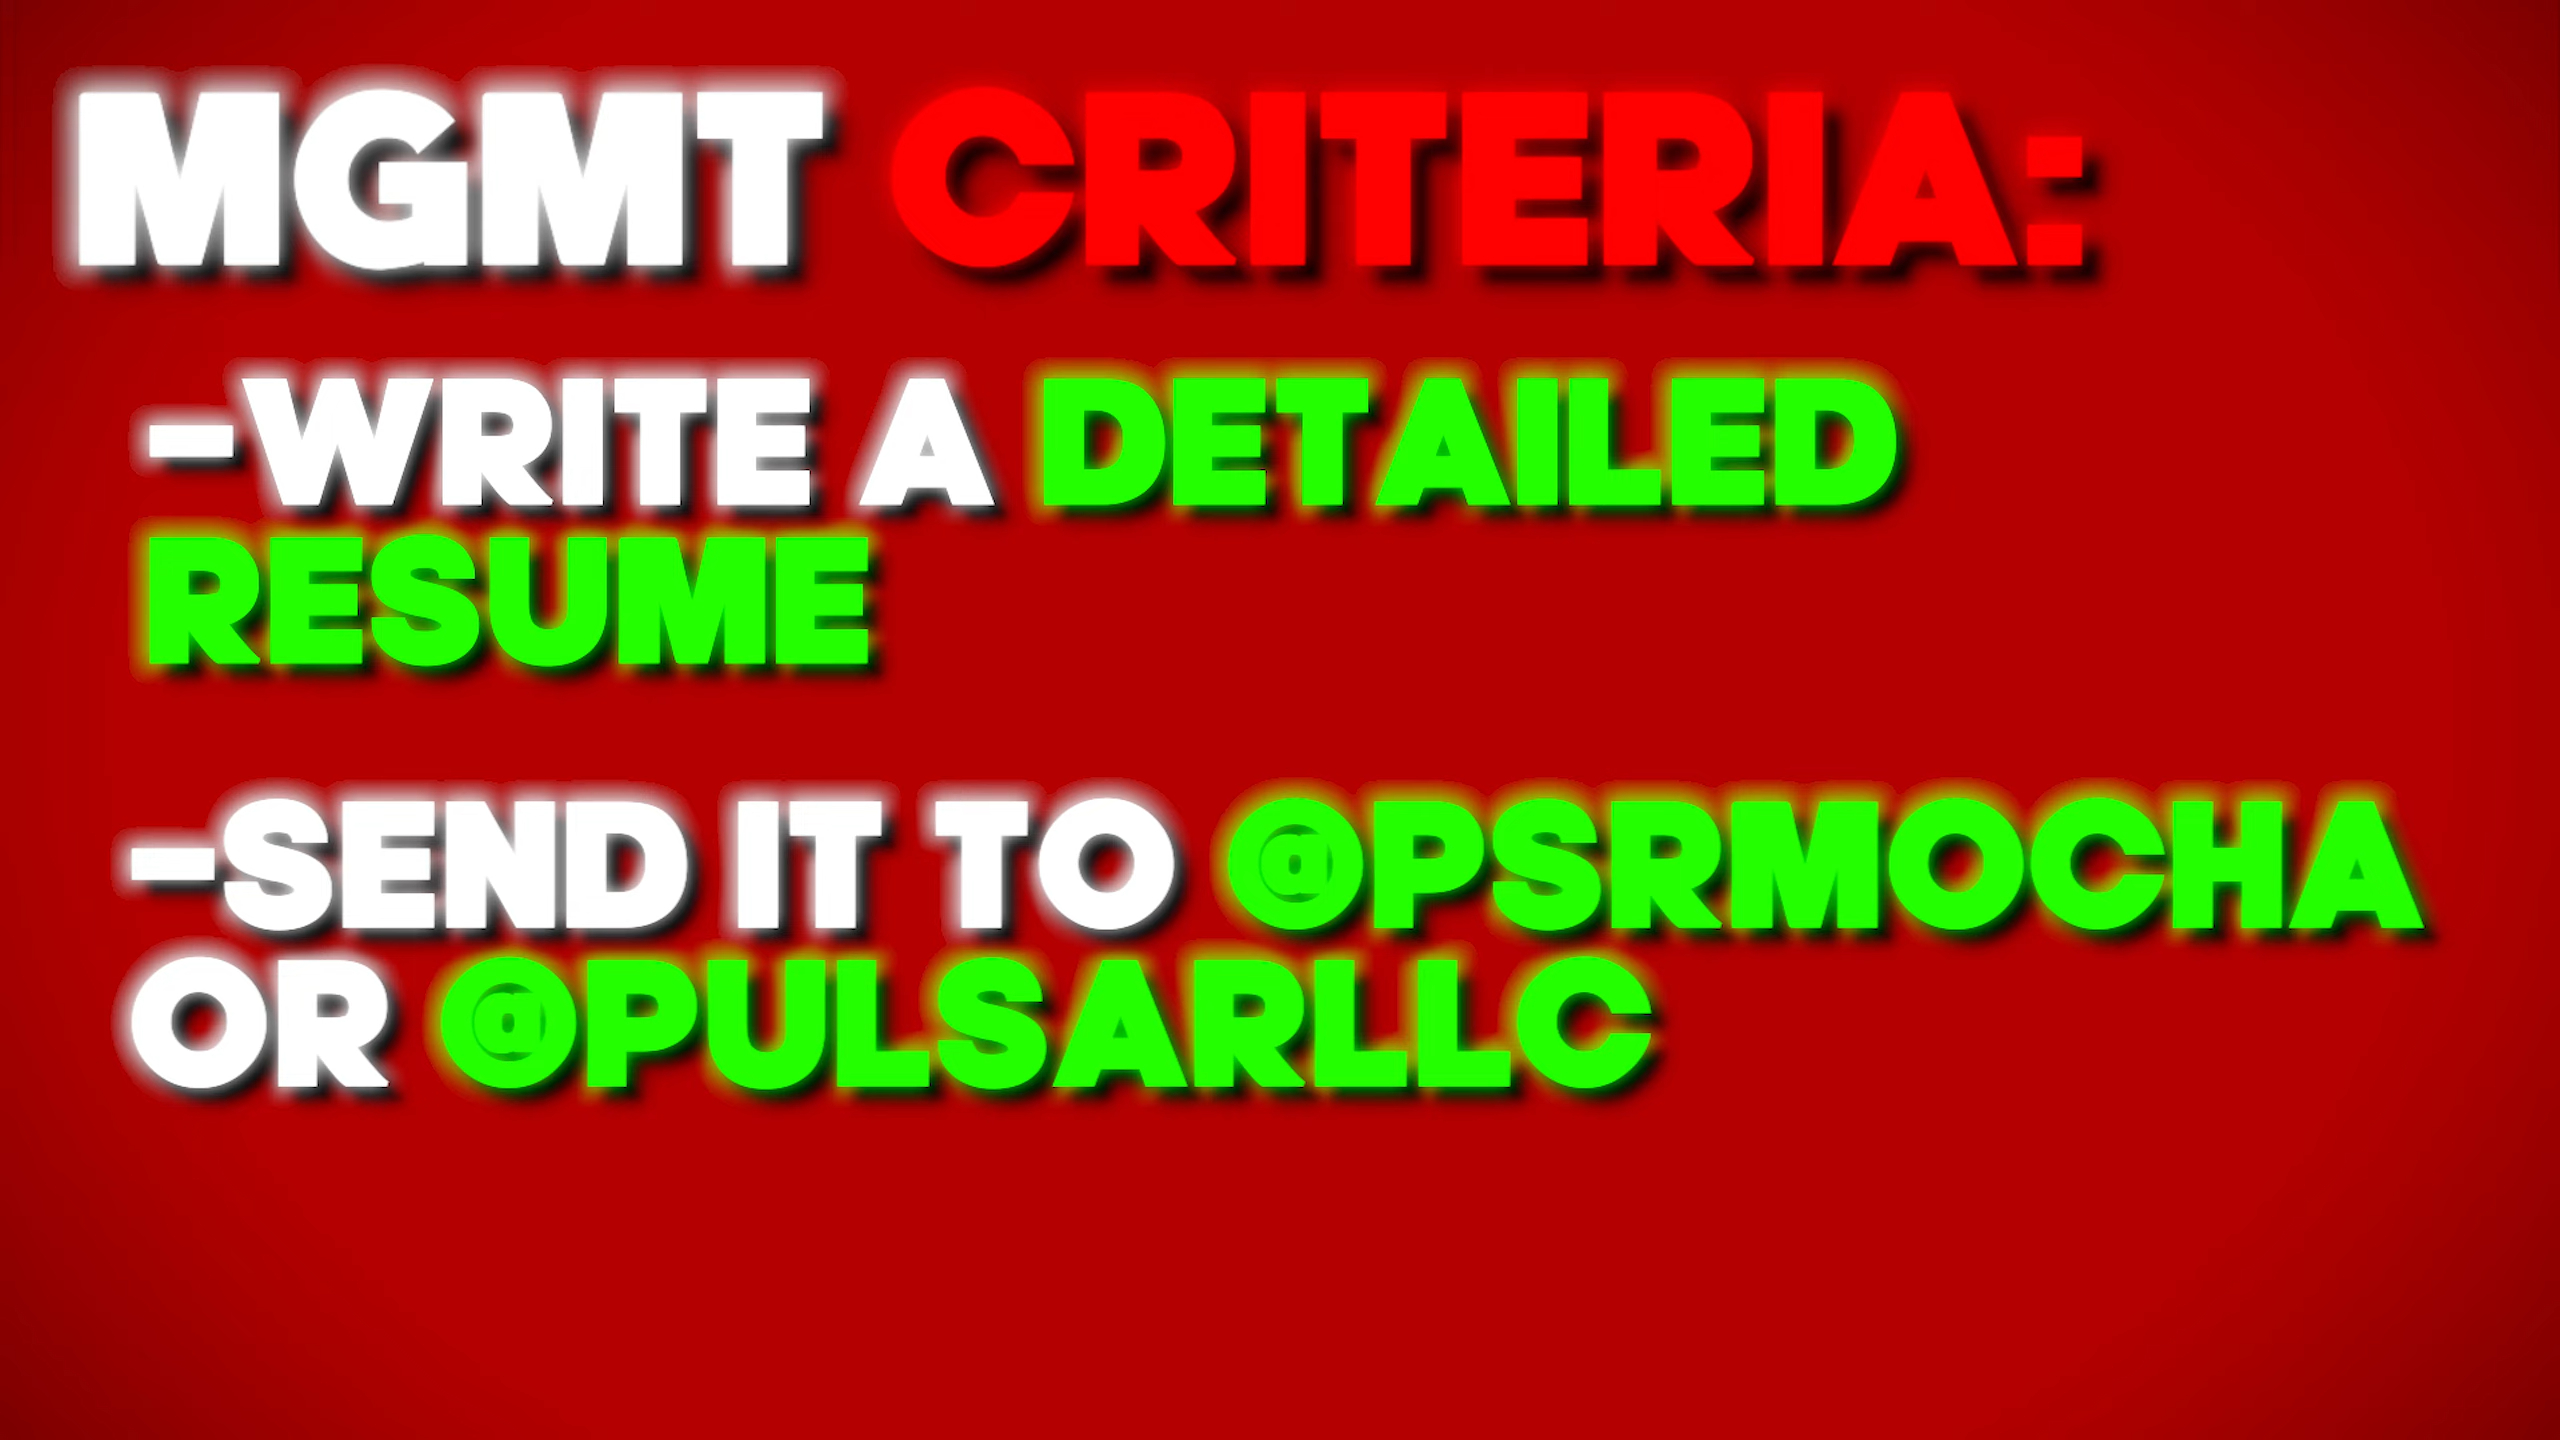 MGMT CRITERIA:
-WRITE A DETAILED
RESUME
-SEND IT TO @PSRMOCHA
OR @PULSARLLC